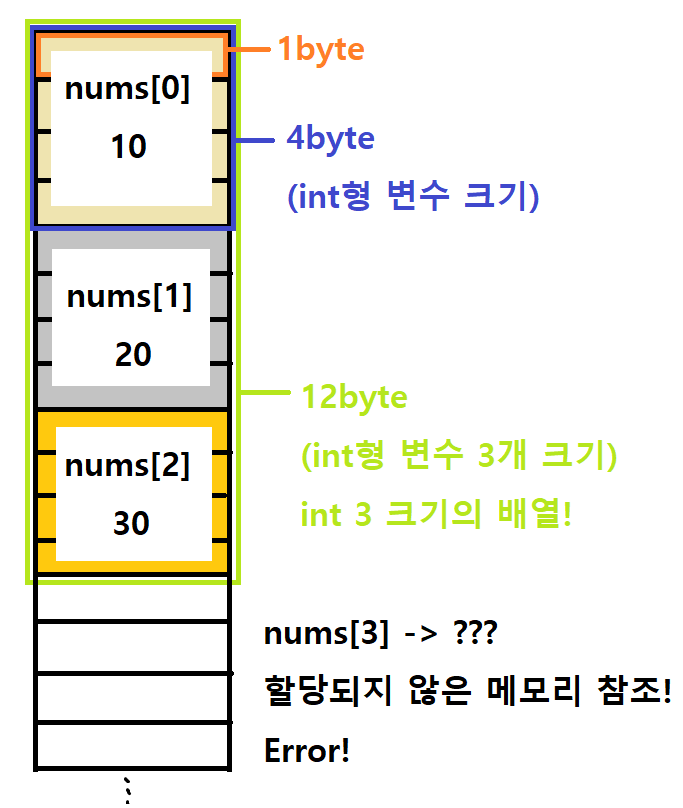 1byte
nums[0]
10
4byte
(int형 변수 크기)
nums[1]
20
12byte
(int형 변수 3개 크기)
int 3 크기의 배열!
nums[2]
30
nums[3] -> ???
할당되지 않은 메모리 참조!
Error!